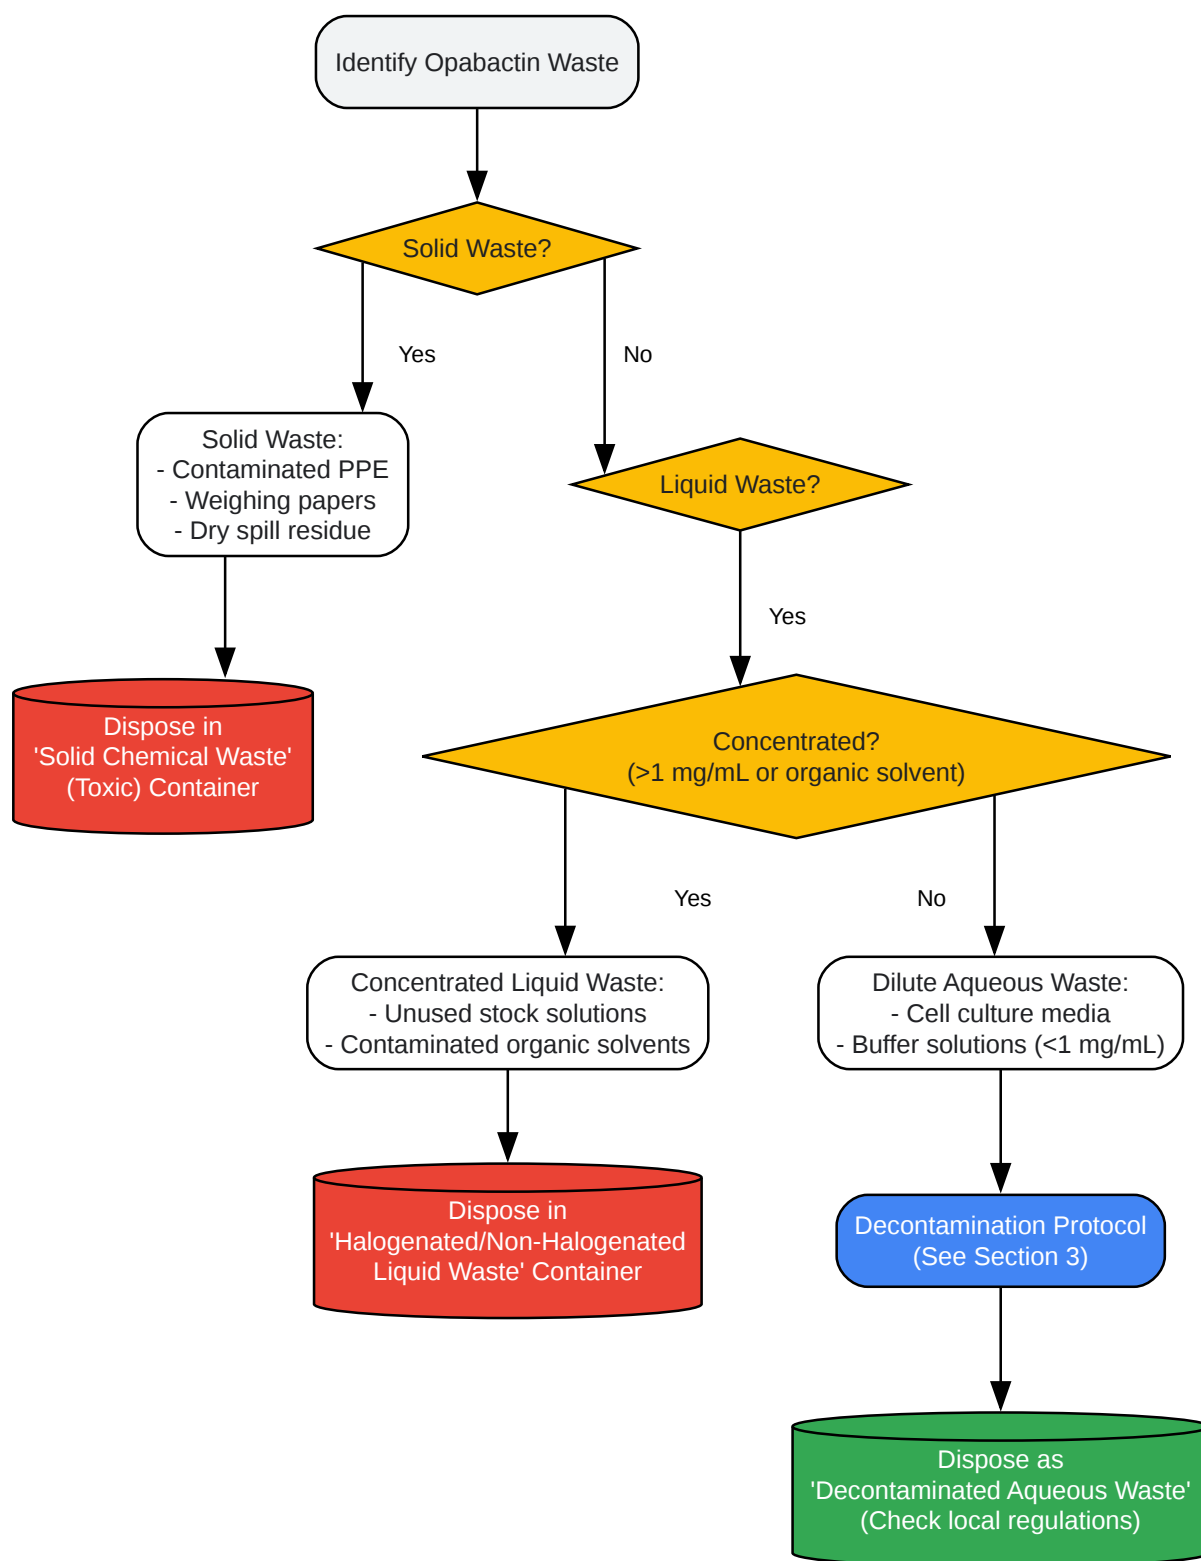 Identify Opabactin Waste
Solid Waste?
Yes
No
Solid Waste:
- Contaminated PPE
- Weighing papers
- Dry spill residue
Liquid Waste?
Yes
Dispose in
'Solid Chemical Waste'
(Toxic) Container
Concentrated?
(>1 mg/mL or organic solvent)
Yes
No
Concentrated Liquid Waste:
- Unused stock solutions
- Contaminated organic solvents
Dilute Aqueous Waste:
- Cell culture media
- Buffer solutions (<1 mg/mL)
Dispose in
'Halogenated/Non-Halogenated
Liquid Waste' Container
Decontamination Protocol
(See Section 3)
Dispose as
'Decontaminated Aqueous Waste'
(Check local regulations)